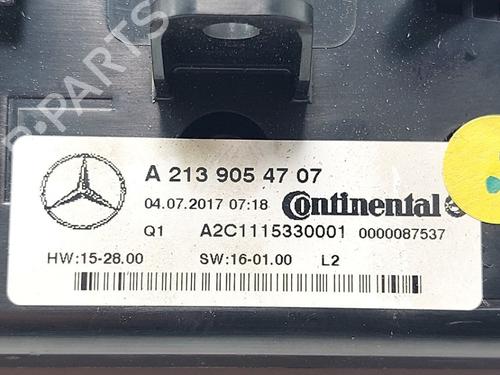 B-PARTS
A 213 905 47 07
04.07.2017 07:18 Continental
Q1 A2C1115330001 0000087537
HW:15-28.00 SW:16-01.00 L2